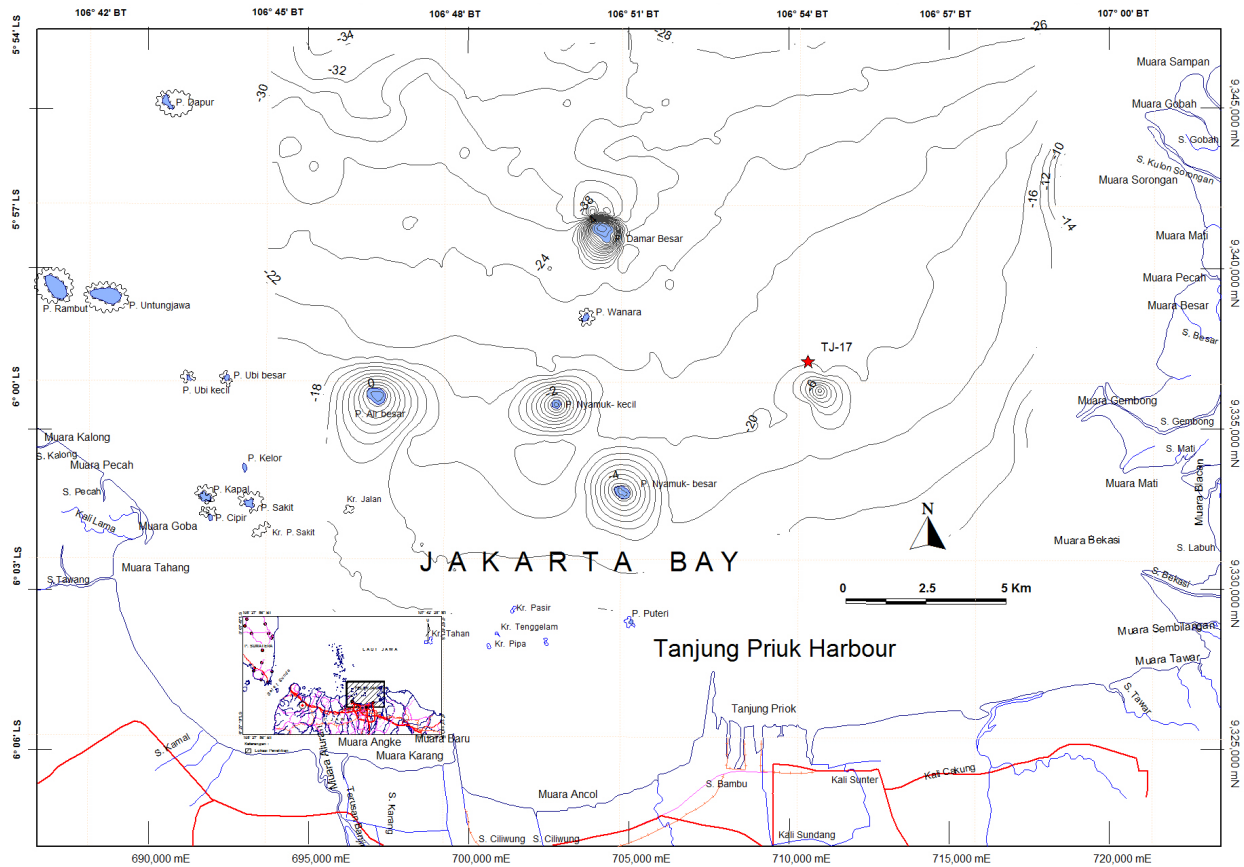 106° 42' BT
106° 45' BT
106° 48' BT
106° 51' BT
106° 54' BT
106° 57' BT
107° 00' BT
5° 54' LS
5° 57' LS
6° 00' LS
6° 03' LS
6° 06' LS
9,345,000 mN
9,340,000 mN
9,335,000 mN
9,330,000 mN
9,325,000 mN
-34
-32
-30
-28
-26
P. Dapur
Muara Sampan
Muara Gobah
S. Gobah
S. Kulon Sorongan
Muara Sorongan
-10
-12
-16
-14
Muara Mati
P. Damar Besar
-24
-22
P. Rambut
P. Untungjawa
P. Wanara
Muara Pecah
Muara Besar
S. Besar
TJ-17
P. Ubi kecil
P. Ubi besar
-18
0
P. Air besar
-2
P. Nyamuk- kecil
-6
-20
Muara Gembong
S. Gembong
Muara Kalong
S. Kalong
Muara Pecah
S. Pecah
Kali Lama
Muara Goba
P. Kelor
P. Kapal
P. Sakit
P. Cipir
Kr. P. Sakit
Kr. Jalan
-4
P. Nyamuk- besar
S. Mati
Muara Mati
Muara Blacan
N
Muara Bekasi
S. Labuh
S. Bekasi
JAKARTA BAY
Muara Tahang
S. Tawang
0 2.5 5 Km
Kr. Pasir
Kr. Tenggelam
Kr. Pipa
Kr. Tahan
P. Puteri
LAUT JAWA
Tanjung Priuk Harbour
Muara Sembilangan
Muara Tawar
S. Tawar
Tanjung Priok
S. Kamal
Muara Angke
Muara Baru
Muara Karang
S. Karang
Muara Ancol
S. Bambu
Kali Sunter
Kali Cakung
S. Ciliwung
S. Ciliwung
Kali Sundang
690,000 mE
695,000 mE
700,000 mE
705,000 mE
710,000 mE
715,000 mE
720,000 mE